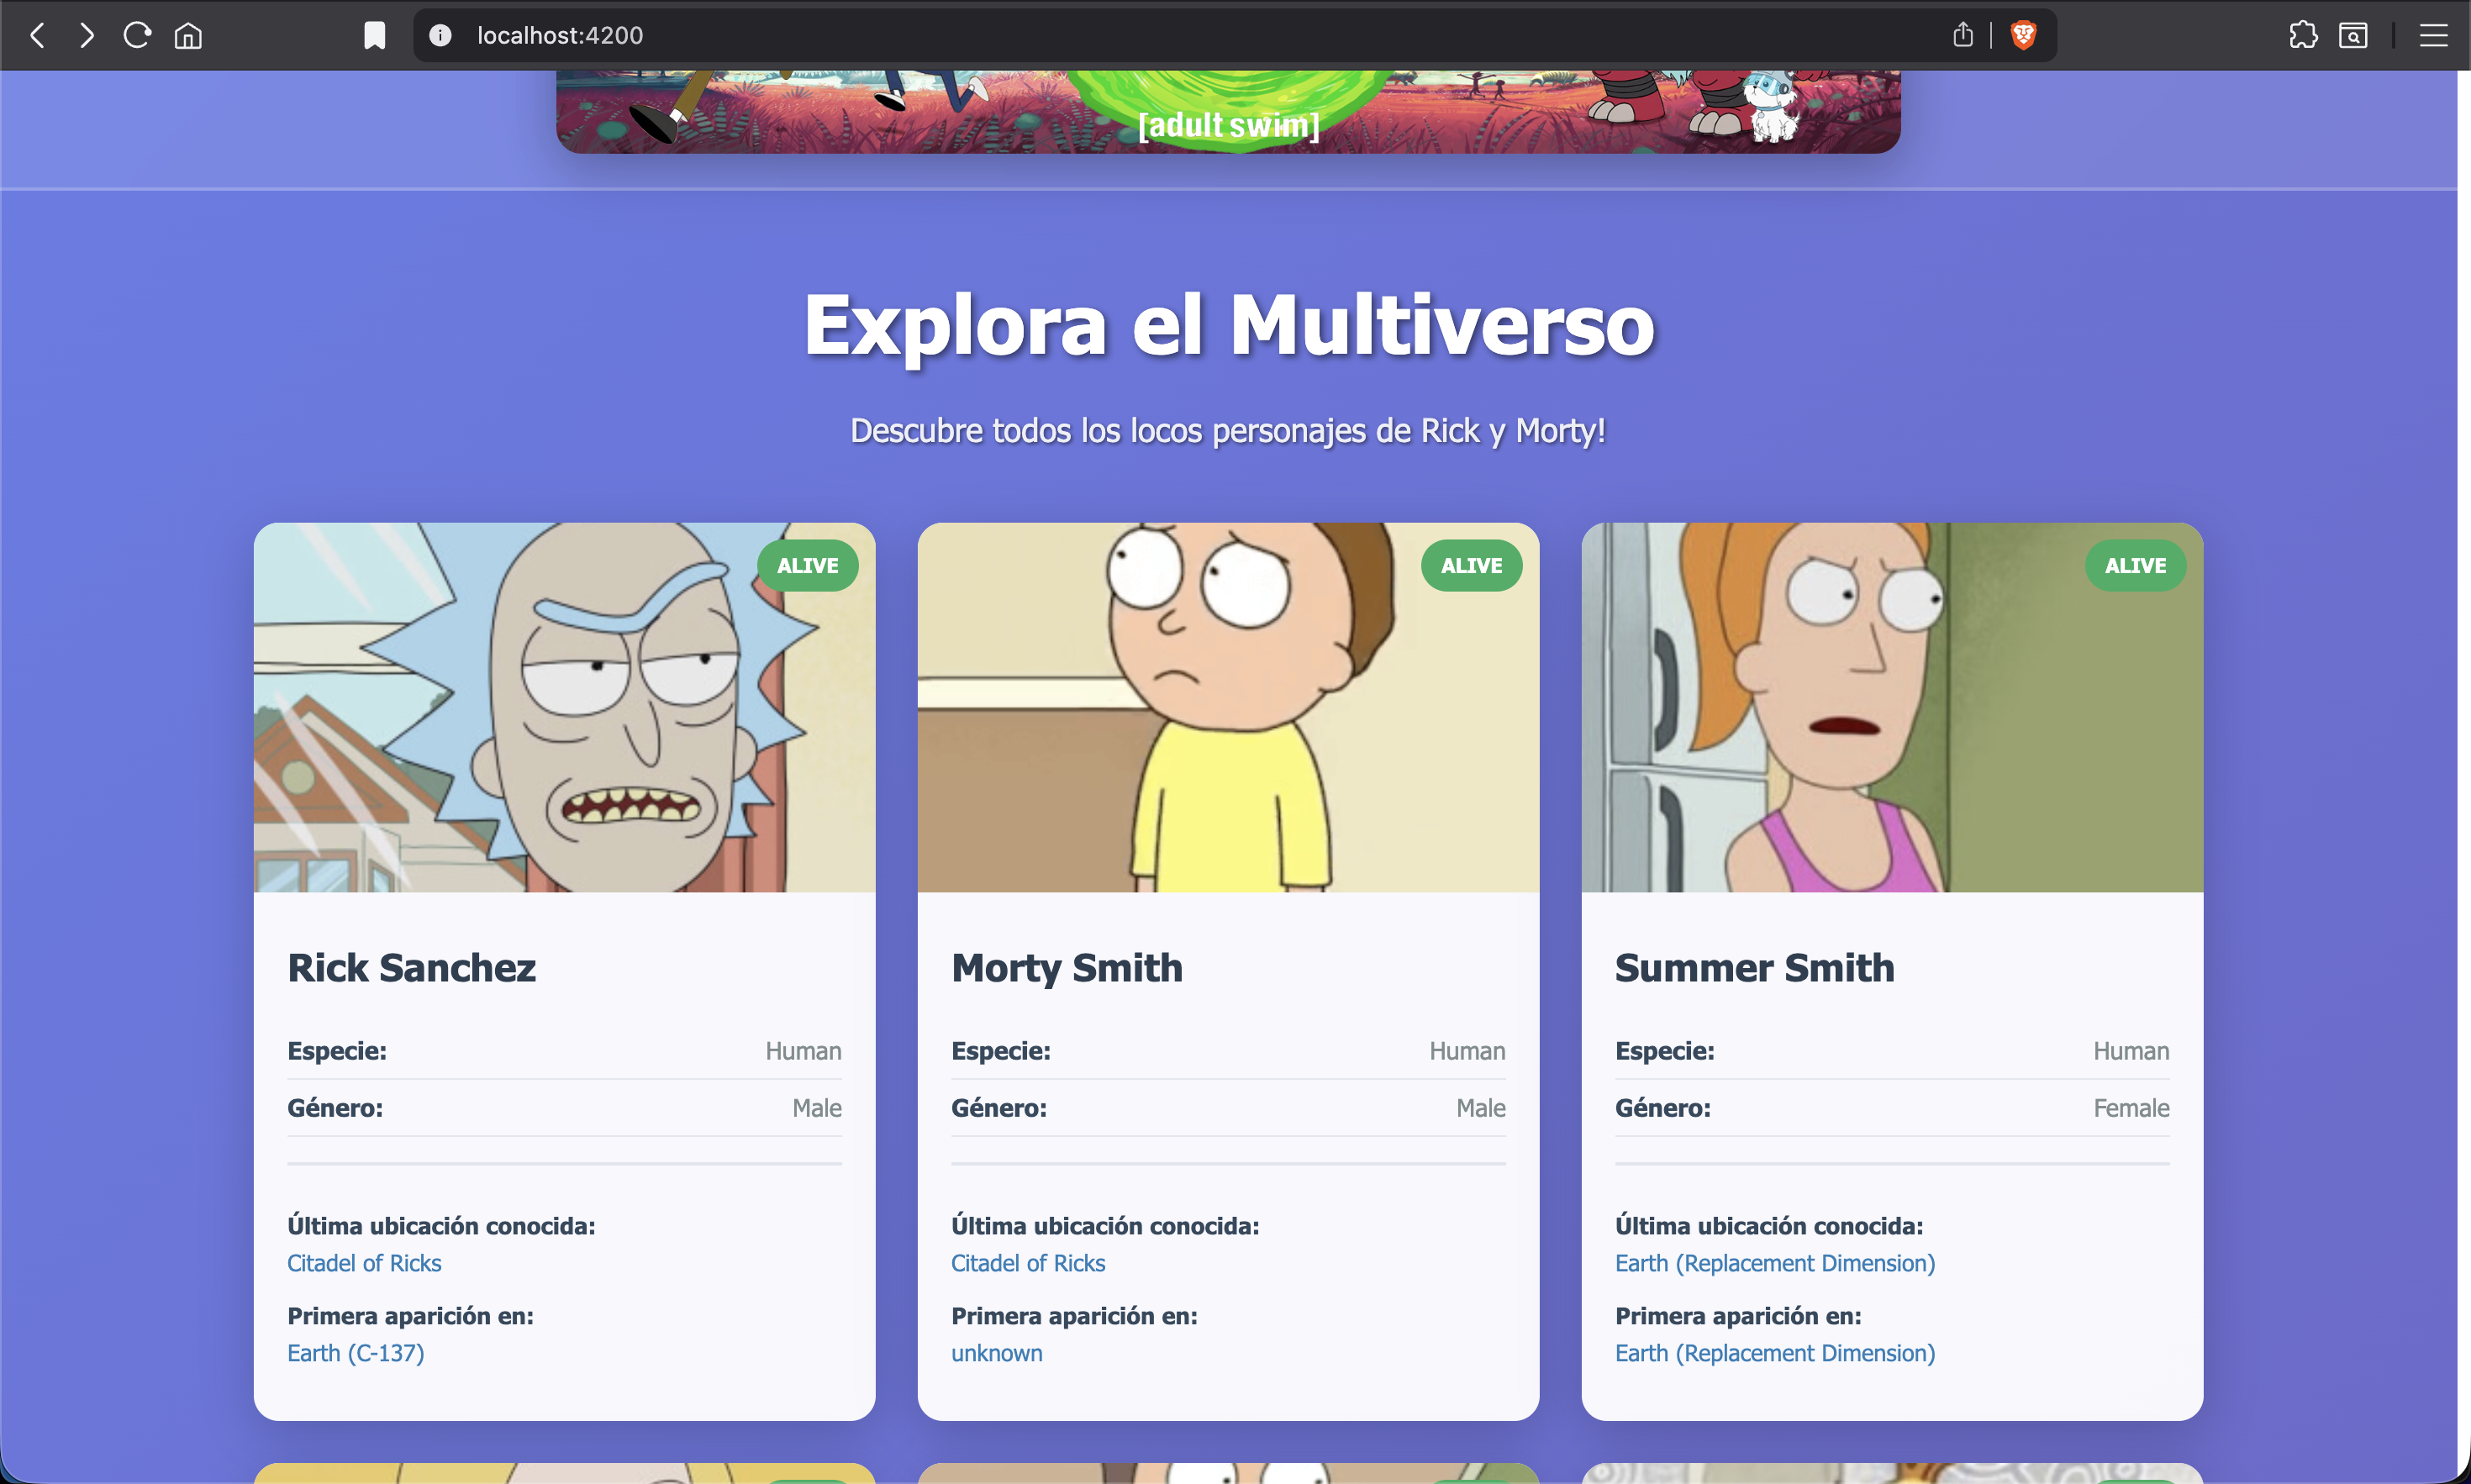 localhost:4200
[adult swim]
Explora el Multiverso
Descubre todos los locos personajes de Rick y Morty!
ALIVE
Rick Sanchez
Especie: Human
Género: Male
Última ubicación conocida:
Citadel of Ricks
Primera aparición en:
Earth (C-137)
ALIVE
Morty Smith
Especie: Human
Género: Male
Última ubicación conocida:
Citadel of Ricks
Primera aparición en:
unknown
ALIVE
Summer Smith
Especie: Human
Género: Female
Última ubicación conocida:
Earth (Replacement Dimension)
Primera aparición en:
Earth (Replacement Dimension)